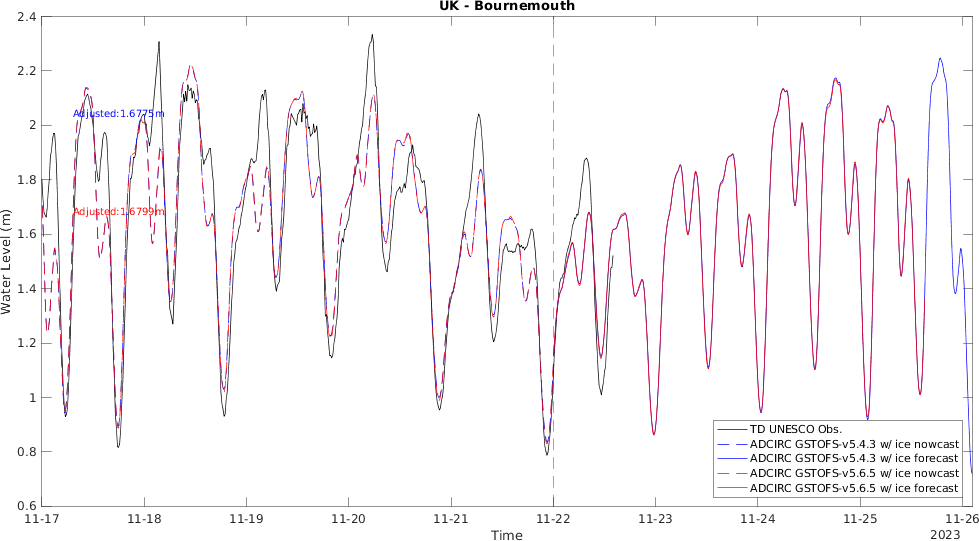 UK - Bournemouth
2.4
2.2
2
1.8
1.6
1.4
1.2
1
0.8
0.6
Water Level (m)
Adjusted:1.6775m
Adjusted:1.6799m
TD UNESCO Obs.
ADCIRC GSTOFS-v5.4.3 w/ ice nowcast
ADCIRC GSTOFS-v5.4.3 w/ ice forecast
ADCIRC GSTOFS-v5.6.5 w/ ice nowcast
ADCIRC GSTOFS-v5.6.5 w/ ice forecast
11-17 11-18 11-19 11-20 11-21 11-22 11-23 11-24 11-25 11-26
Time
2023